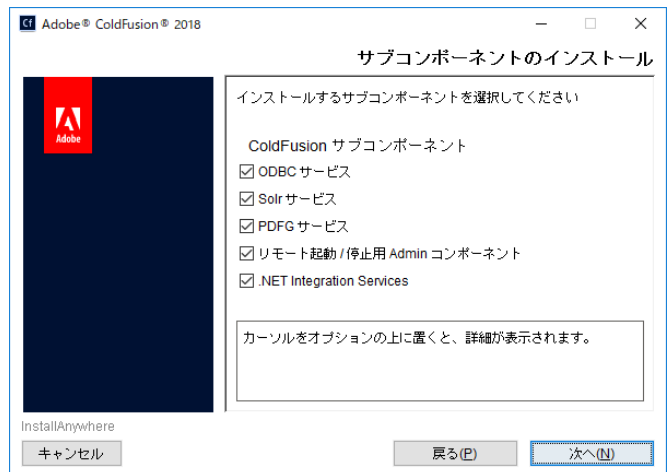 Cf Adobe® ColdFusion® 2018
サブコンポーネントのインストール
Adobe
インストールするサブコンポーネントを選択してください
ColdFusion サブコンポーネント
ODBC サービス
Solr サービス
PDFG サービス
リモート起動 / 停止用 Admin コンポーネント
.NET Integration Services
カーソルをオプションの上に置くと、詳細が表示されます。
InstallAnywhere
キャンセル 戻る(P) 次へ(N)